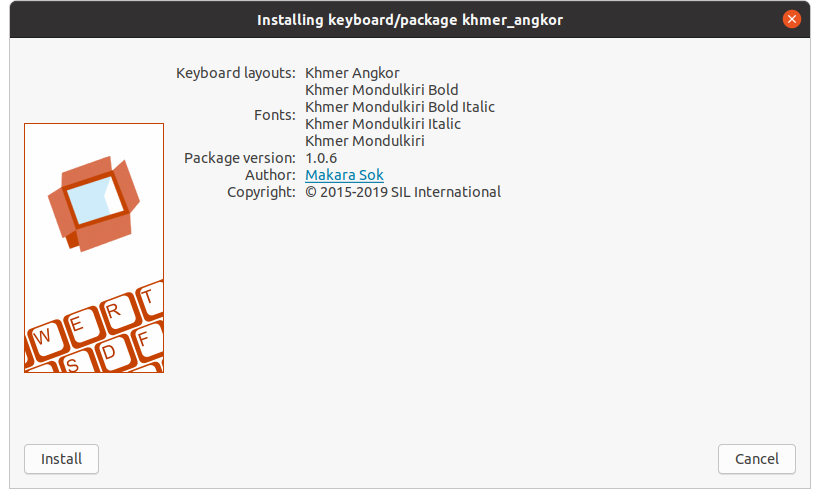 Installing keyboard/package khmer_angkor
Keyboard layouts: Khmer Angkor
Fonts: Khmer Mondulkiri Bold
Khmer Mondulkiri Bold Italic
Khmer Mondulkiri Italic
Khmer Mondulkiri
Package version: 1.0.6
Author: Makara Sok
Copyright: © 2015-2019 SIL International
W E R T
S D F
Install Cancel